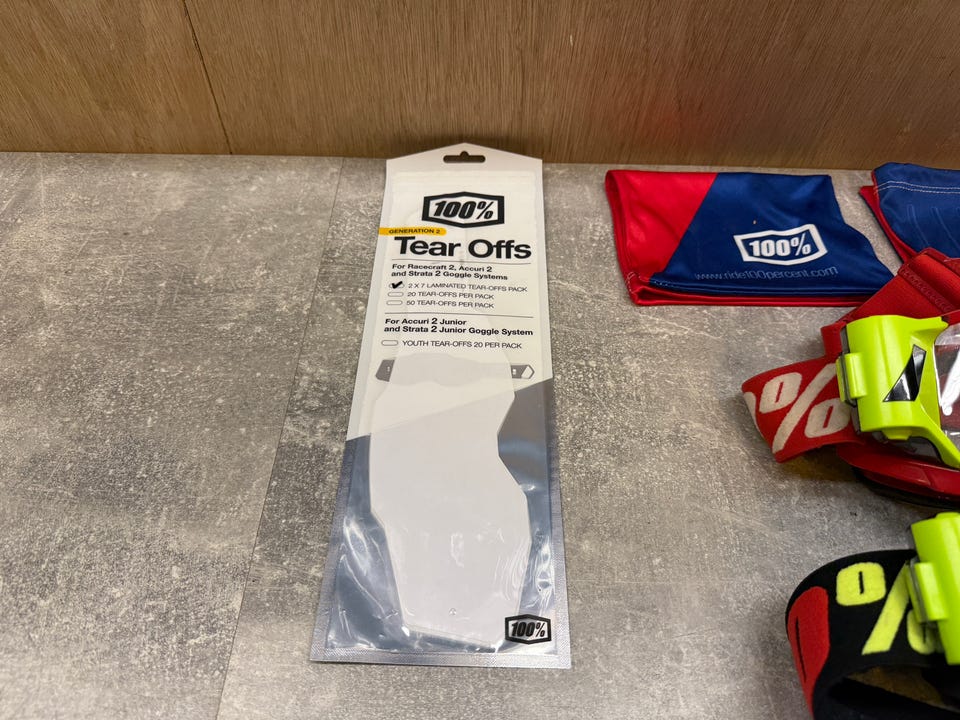 100%
GENERATION 2
Tear Offs
For Racecraft 2, Accuri 2
and Strata 2 Goggle Systems
2 X 7 LAMINATED TEAR-OFFS PACK
20 TEAR-OFFS PER PACK
50 TEAR-OFFS PER PACK
For Accuri 2 Junior
and Strata 2 Junior Goggle System
YOUTH TEAR-OFFS 20 PER PACK
100%
100%
www.ride100percent.com
0%
0%